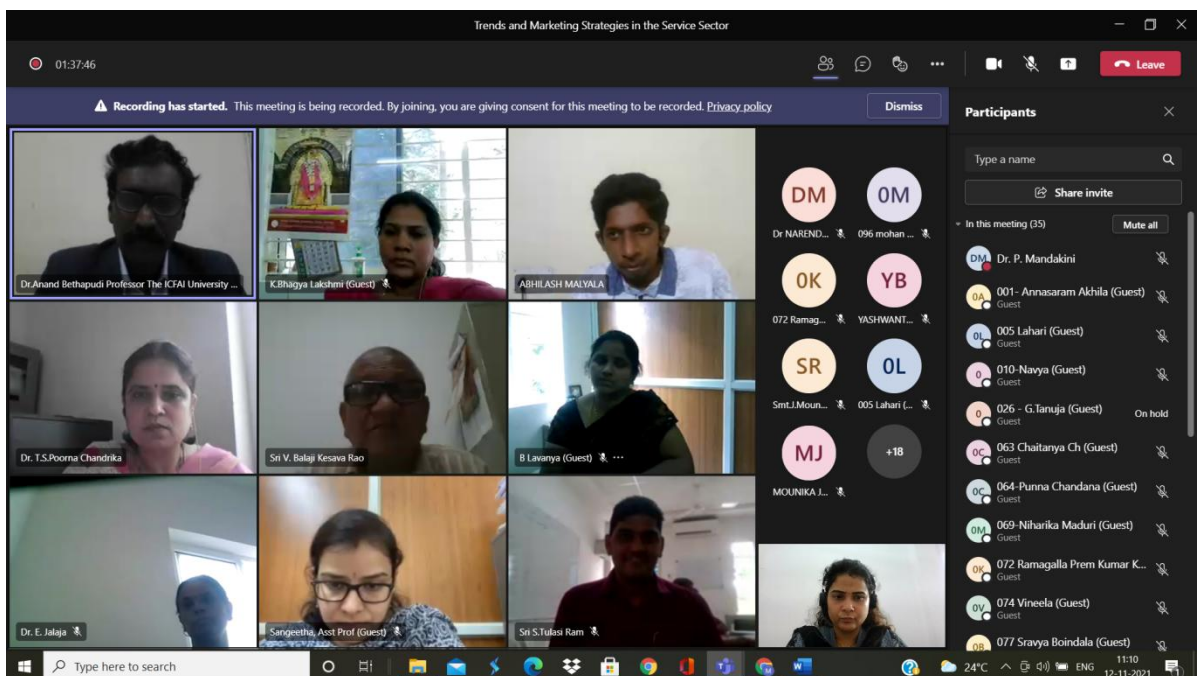 Trends and Marketing Strategies in the Service Sector
01:37:46
Leave
Recording has started. This meeting is being recorded. By joining, you are giving consent for this meeting to be recorded. Privacy policy
Dismiss
Dr.Anand Bethapudi Professor The ICFAI University ...
K.Bhagya Lakshmi (Guest)
ABHILASH MALYALA
Dr. T.S.Poorna Chandrika
Sri V. Balaji Kesava Rao
B Lavanya (Guest) ...
Dr. E. Jalaja
Sangeetha, Asst Prof (Guest)
Sri S.Tulasi Ram
DM
0M
Dr NAREND...
096 mohan ...
0K
YB
072 Ramag...
YASHWANT...
SR
0L
Smt.J.Moun...
005 Lahari (...
MJ
+18
MOUNIKA J...
Participants
Type a name
Share invite
In this meeting (35)
Mute all
DM Dr. P. Mandakini
0A 001- Annasaram Akhila (Guest)
Guest
0L 005 Lahari (Guest)
Guest
0 010-Navya (Guest)
Guest
0 026 - G.Tanuja (Guest) On hold
Guest
0C 063 Chaitanya Ch (Guest)
Guest
0C 064-Punna Chandana (Guest)
Guest
0M 069-Niharika Maduri (Guest)
Guest
0K 072 Ramagalla Prem Kumar K...
Guest
0V 074 Vineela (Guest)
Guest
0B 077 Sravya Boindala (Guest)
Type here to search
24°C
ENG
11:10
12-11-2021